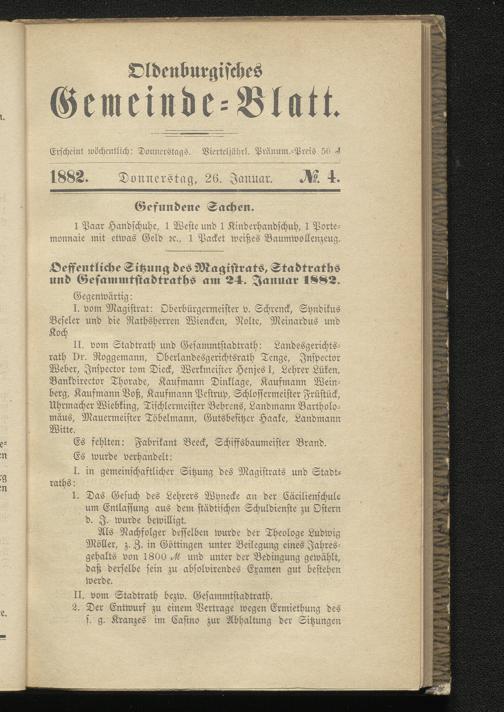 Oldenburgisches
Gemeinde=Blatt.
Erscheint wöchentlich: Donnerstags. Vierteljährl. Pränum.=Preis 50 ₰
1882. Donnerstag, 26. Januar. № 4.
Gefundene Sachen.
1 Paar Handschuhe, 1 Weste und 1 Kinderhandschuh, 1 Porte=
monnaie mit etwas Geld ꝛc., 1 Packet weißes Baumwollenzeug.
Oeffentliche Sitzung des Magistrats, Stadtraths
und Gesammtstadtraths am 24. Januar 1882.
Gegenwärtig:
I. vom Magistrat: Oberbürgermeister v. Schrenck, Syndikus
Beseler und die Rathsherren Wiencken, Nolte, Meinardus und
Koch
II. vom Stadtrath und Gesammtstadtrath: Landesgerichts=
rath Dr. Roggemann, Oberlandesgerichtsrath Tenge, Inspector
Weber, Inspector tom Dieck, Werkmeister Henjes I, Lehrer Lüken,
Bankdirector Thorade, Kaufmann Dinklage, Kaufmann Wein=
berg, Kaufmann Voß, Kaufmann Pestrup, Schlossermeister Früstück,
Uhrmacher Wiebking, Tischlermeister Behrens, Landmann Bartholo=
mäus, Mauermeister Töbelmann, Gutsbesitzer Haake, Landmann
Witte.
Es fehlten: Fabrikant Beeck, Schiffsbaumeister Brand.
Es wurde verhandelt:
I. in gemeinschaftlicher Sitzung des Magistrats und Stadt=
raths:
1. Das Gesuch des Lehrers Wynecke an der Cäcilienschule
um Entlassung aus dem städtischen Schuldienste zu Ostern
d. J. wurde bewilligt.
Als Nachfolger desselben wurde der Theologe Ludwig
Möller, z. Z. in Göttingen unter Beilegung eines Jahres=
gehalts von 1800 ℳ und unter der Bedingung gewählt,
daß derselbe sein zu absolvirendes Examen gut bestehen
werde.
II. vom Stadtrath bezw. Gesammtstadtrath.
2. Der Entwurf zu einem Vertrage wegen Ermiethung des
s. g. Kranzes im Casino zur Abhaltung der Sitzungen